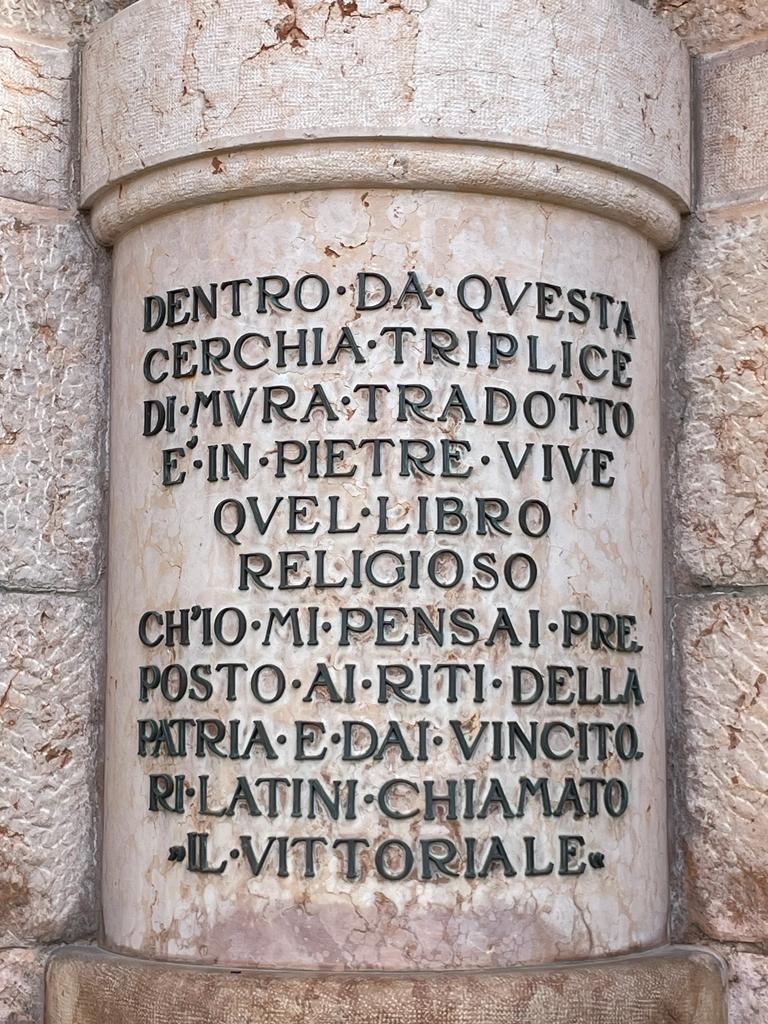 DENTRO·DA·QVESTA
CERCHIA·TRIPLICE
DI·MVRA·TRADOTTO
E'·IN·PIETRE·VIVE
QVEL·LIBRO
RELIGIOSO
CH'IO·MI·PENSAI·PRE.
POSTO·AI·RITI·DELLA
PATRIA·E·DAI·VINCITO.
RI·LATINI·CHIAMATO
»IL·VITTORIALE«